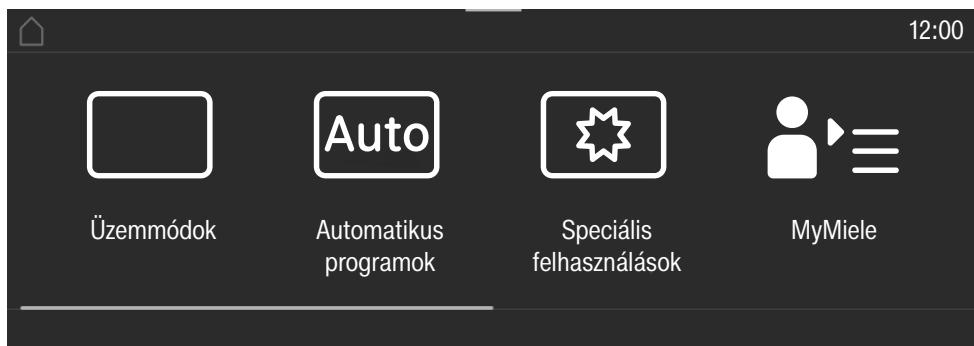 12:00
Auto
Üzemmódok
Automatikus
programok
Speciális
felhasználások
MyMiele